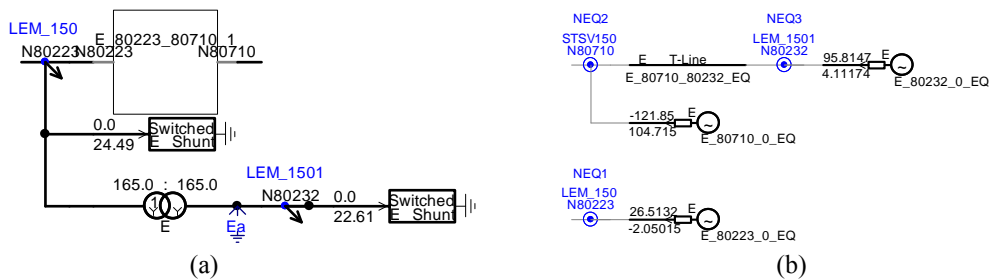 LEM_150
E_80223_80710_1
N80223 N80223 N80710
0.0
24.49
Switched
E Shunt
165.0 : 165.0
1
E
Ea
LEM_1501
N80232
0.0
22.61
Switched
E Shunt
(a)
NEQ2
STSV150
N80710
E T-Line
E_80710_80232_EQ
NEQ3
LEM_1501
N80232
95.8147
4.11174
E
E_80232_0_EQ
-121.85
104.715
E
E_80710_0_EQ
NEQ1
LEM_150
N80223
26.5132
-2.05015
E
E_80223_0_EQ
(b)